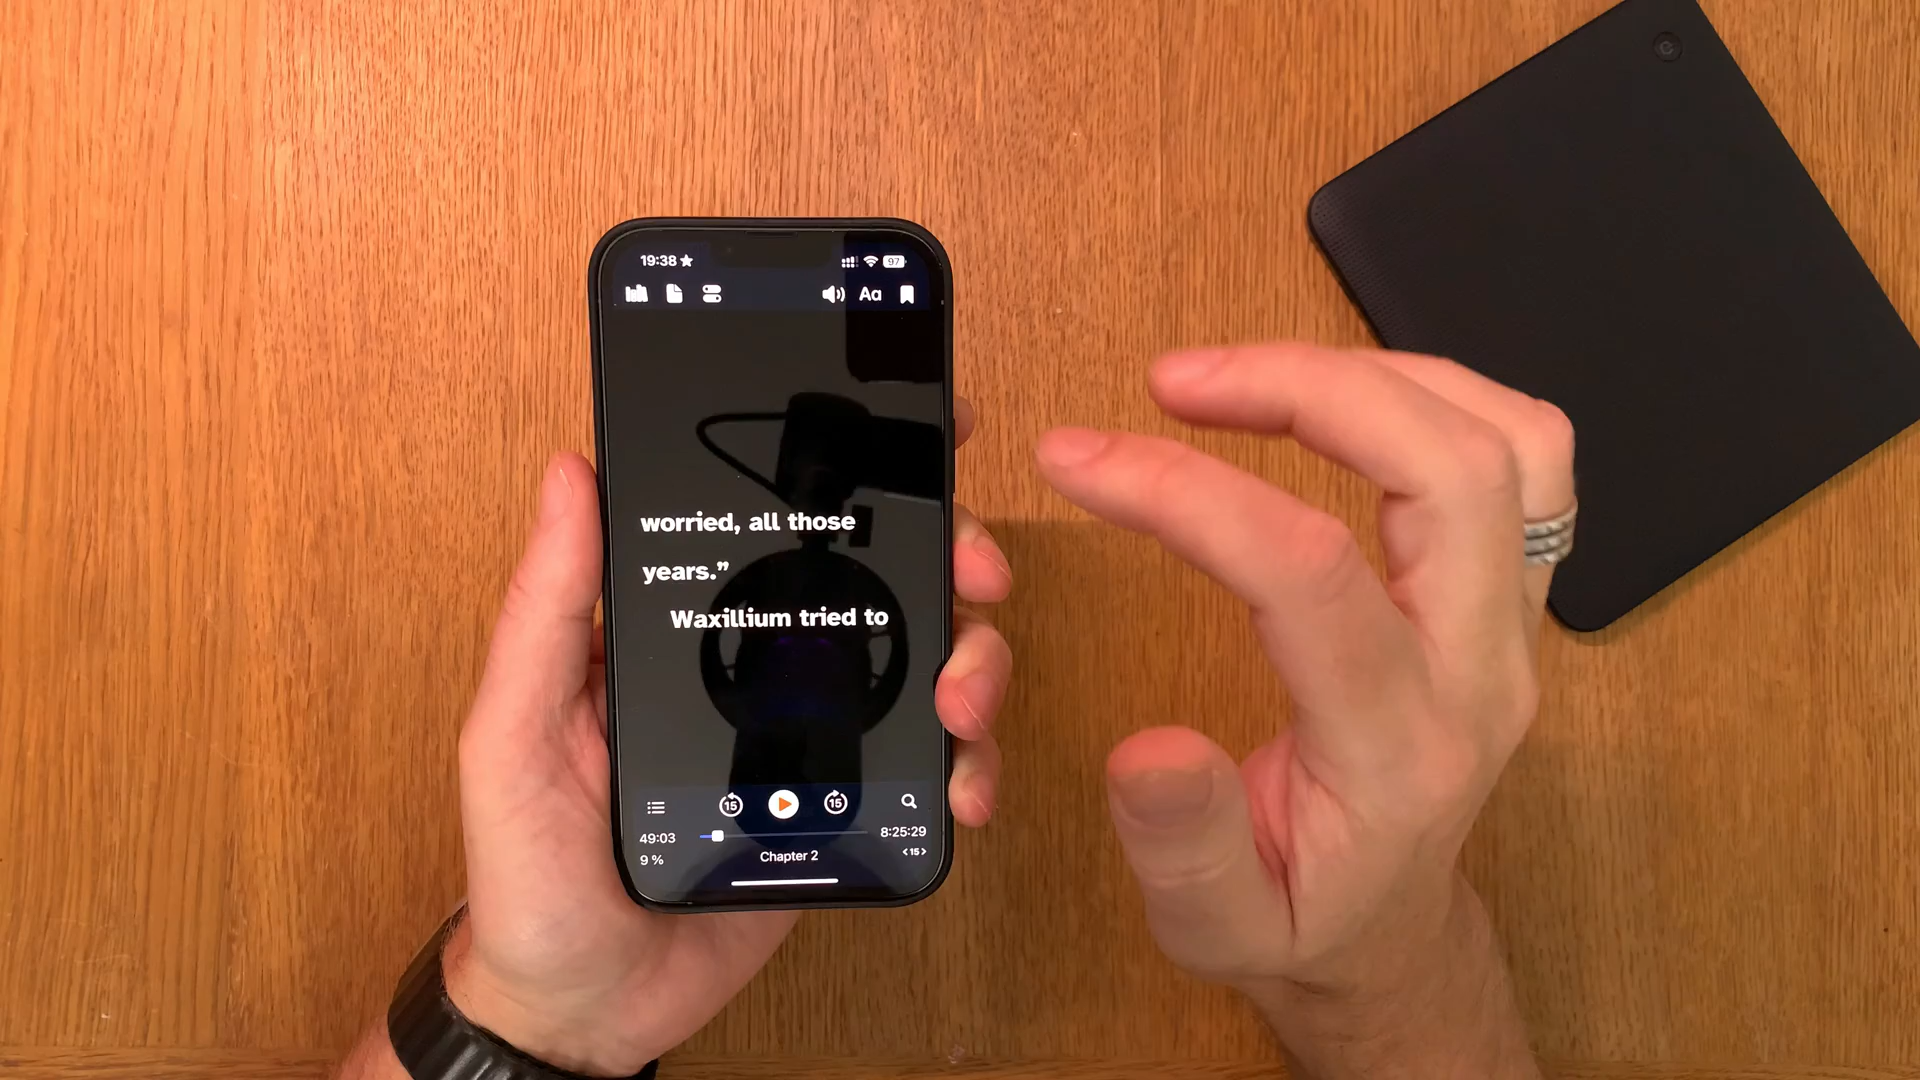 19:38
97
Aa
worried, all those
years.”
Waxillium tried to
15
15
49:03
8:25:29
9 %
Chapter 2
<15>